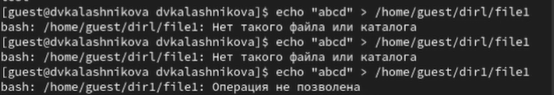 [guest@dvkalashnikova dvkalashnikova]$ echo "abcd" > /home/guest/dirl/file1
bash: /home/guest/dirl/file1: Нет такого файла или каталога
[guest@dvkalashnikova dvkalashnikova]$ echo "abcd" > /home/guest/dirl/file1
bash: /home/guest/dirl/file1: Нет такого файла или каталога
[guest@dvkalashnikova dvkalashnikova]$ echo "abcd" > /home/guest/dir1/file1
bash: /home/guest/dir1/file1: Операция не позволена